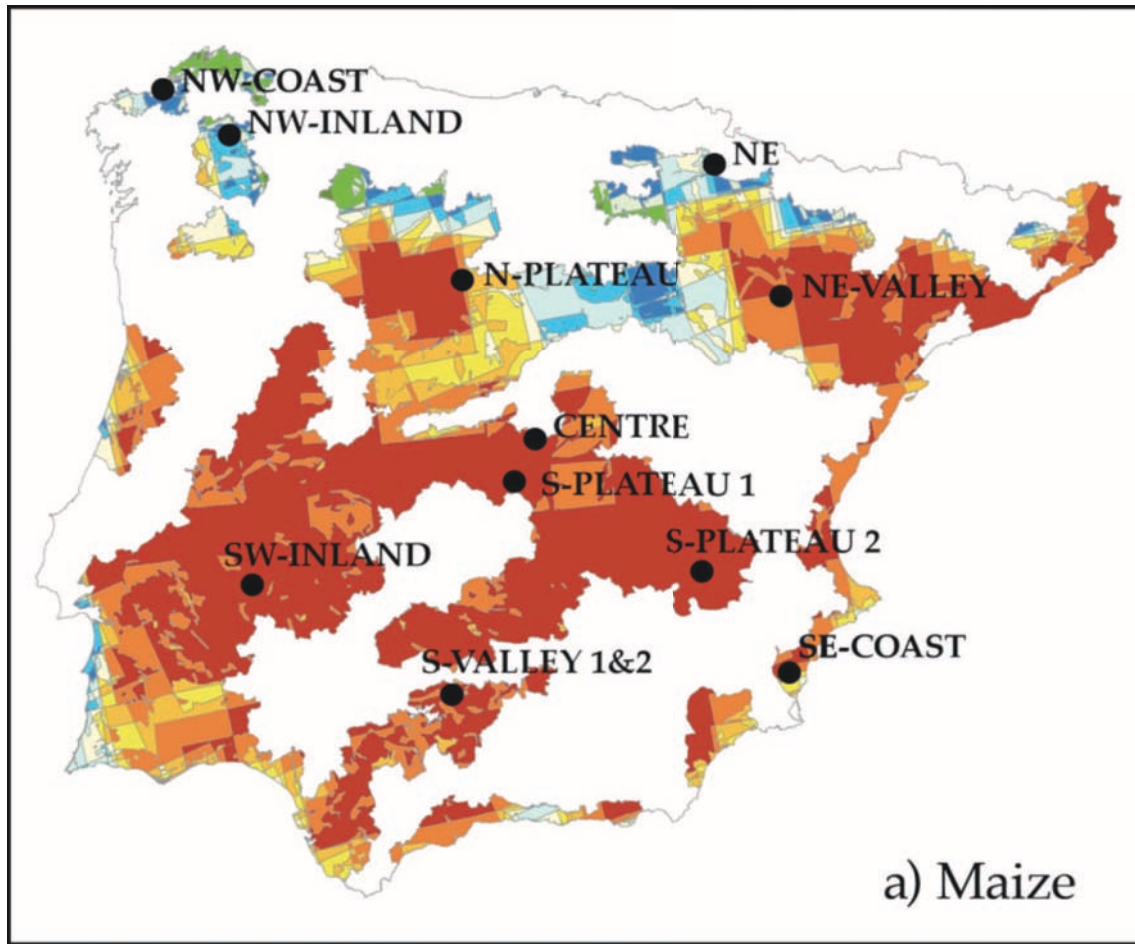 NW-COAST
NW-INLAND
NE
N-PLATEAU
NE-VALLEY
CENTRE
S-PLATEAU 1
S-PLATEAU 2
SW-INLAND
SE-COAST
S-VALLEY 1&2
a) Maize